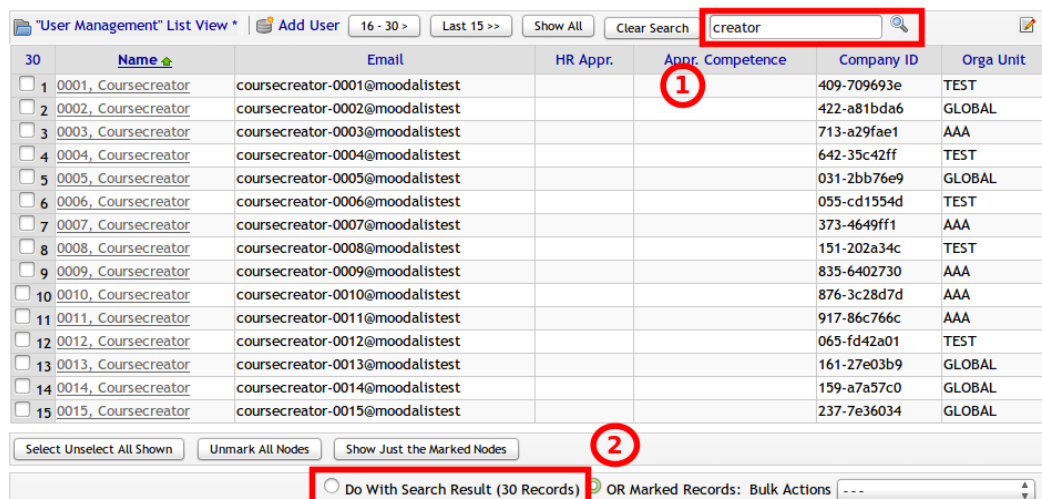 "User Management" List View * Add User 16 - 30 > Last 15 >> Show All Clear Search creator
30 Name Email HR Appr. Appr. Competence Company ID Orga Unit
1
1 0001, Coursecreator coursecreator-0001@moodalistest 409-709693e TEST
2 0002, Coursecreator coursecreator-0002@moodalistest 422-a81bda6 GLOBAL
3 0003, Coursecreator coursecreator-0003@moodalistest 713-a29fae1 AAA
4 0004, Coursecreator coursecreator-0004@moodalistest 642-35c42ff TEST
5 0005, Coursecreator coursecreator-0005@moodalistest 031-2bb76e9 GLOBAL
6 0006, Coursecreator coursecreator-0006@moodalistest 055-cd1554d TEST
7 0007, Coursecreator coursecreator-0007@moodalistest 373-4649ff1 AAA
8 0008, Coursecreator coursecreator-0008@moodalistest 151-202a34c TEST
9 0009, Coursecreator coursecreator-0009@moodalistest 835-6402730 AAA
10 0010, Coursecreator coursecreator-0010@moodalistest 876-3c28d7d AAA
11 0011, Coursecreator coursecreator-0011@moodalistest 917-86c766c AAA
12 0012, Coursecreator coursecreator-0012@moodalistest 065-fd42a01 TEST
13 0013, Coursecreator coursecreator-0013@moodalistest 161-27e03b9 GLOBAL
14 0014, Coursecreator coursecreator-0014@moodalistest 159-a7a57c0 GLOBAL
15 0015, Coursecreator coursecreator-0015@moodalistest 237-7e36034 GLOBAL
Select Unselect All Shown Unmark All Nodes Show Just the Marked Nodes 2
Do With Search Result (30 Records) OR Marked Records: Bulk Actions ---